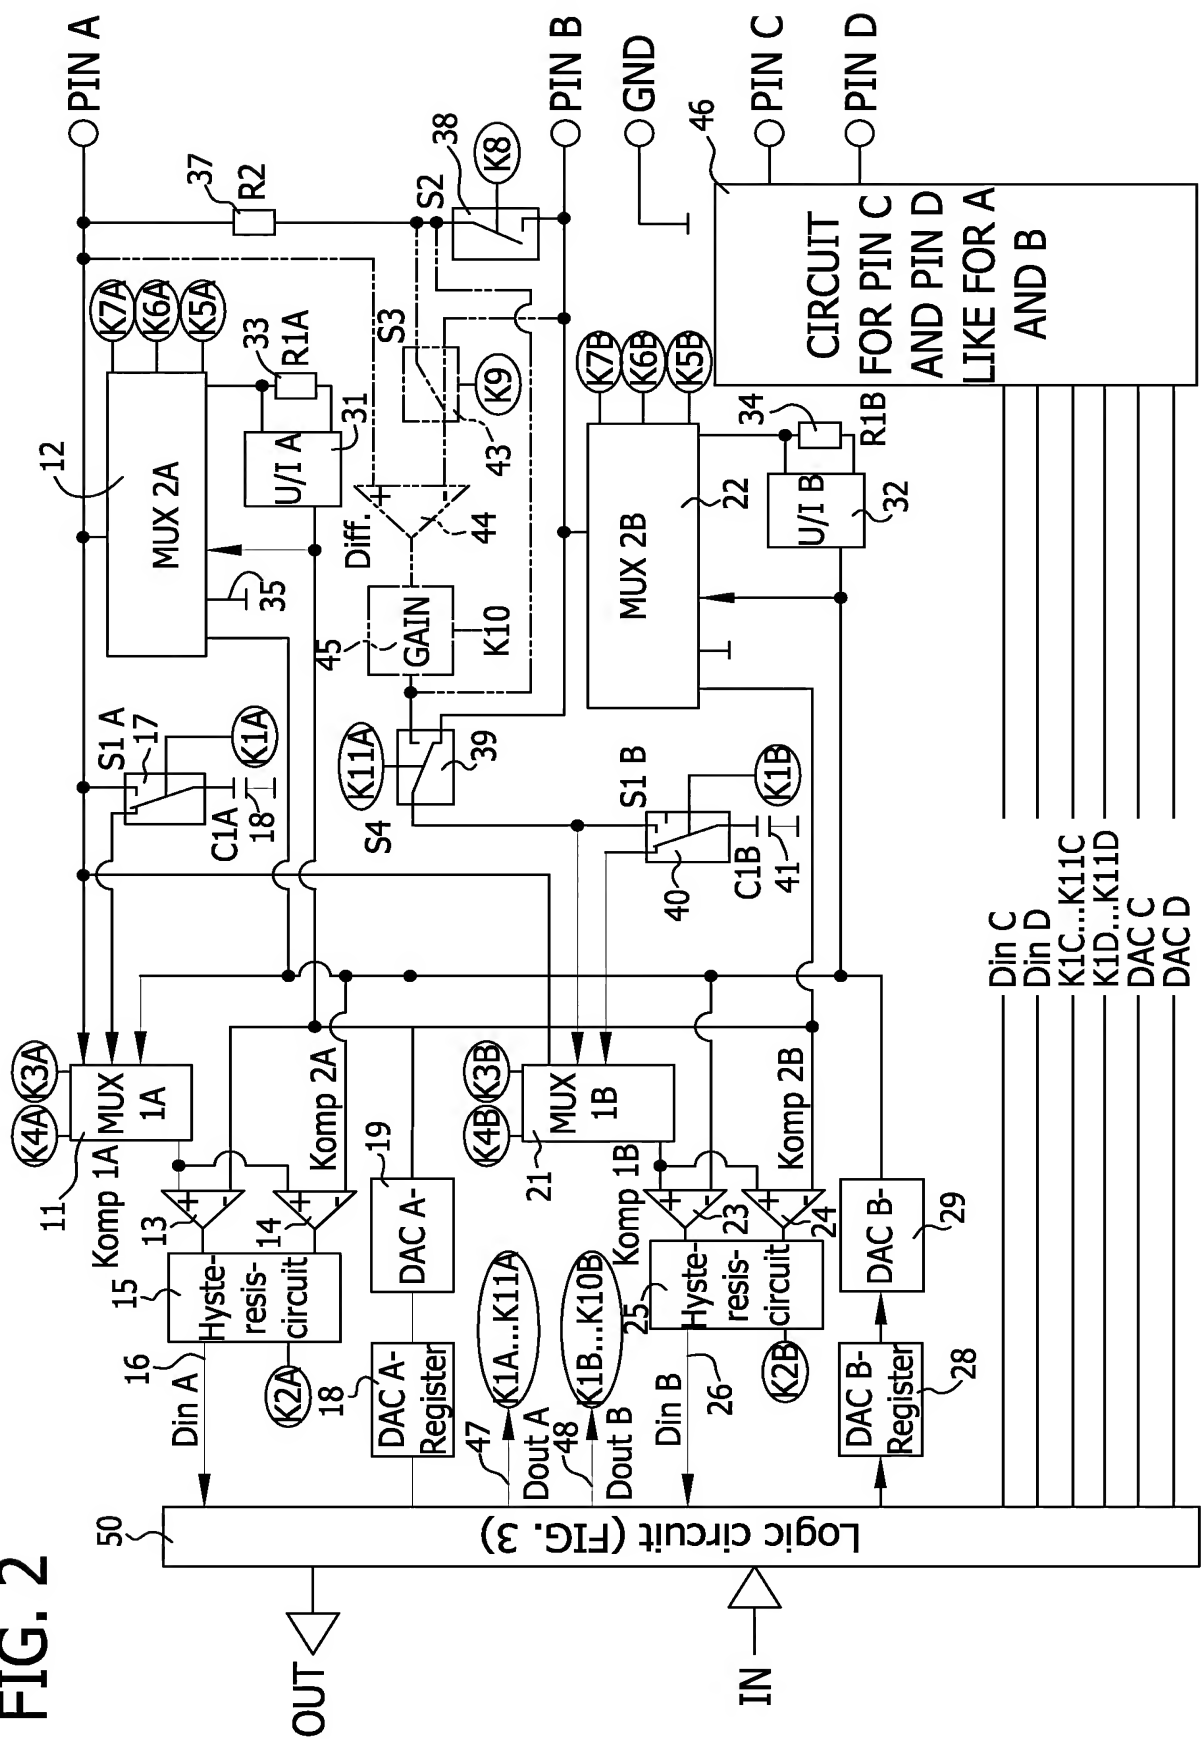 FIG. 2
PIN A
PIN B
GND
PIN C
PIN D
46
37
R2
38
S2
K8
K7A
K6A
K5A
33
R1A
S3
K9
43
31
U/I A
12
MUX 2A
35
Diff.
+
-
44
45
GAIN
K10
K7B
K6B
K5B
34
R1B
U/I B
32
MUX 2B
22
CIRCUIT
FOR PIN C
AND PIN D
LIKE FOR A
AND B
S1 A
17
K1A
C1A
18
K11A
39
S4
S1 B
K1B
40
C1B
41
K3A
K4A
MUX
1A
11
Komp 1A
Komp 2A
+
-
+
-
13
14
15
Hyste-
resis-
circuit
16
Din A
K2A
19
DAC A-
18
DAC A-
Register
K3B
K4B
MUX
1B
21
Komp 1B
Komp 2B
+
-
+
-
23
24
25
Hyste-
resis-
circuit
26
Din B
K2B
29
DAC B-
28
DAC B-
Register
K1A...K11A
K1B...K10B
47
Dout A
48
Dout B
Din C
Din D
K1C...K11C
K1D...K11D
DAC C
DAC D
50
Logic circuit (FIG. 3)
OUT
IN